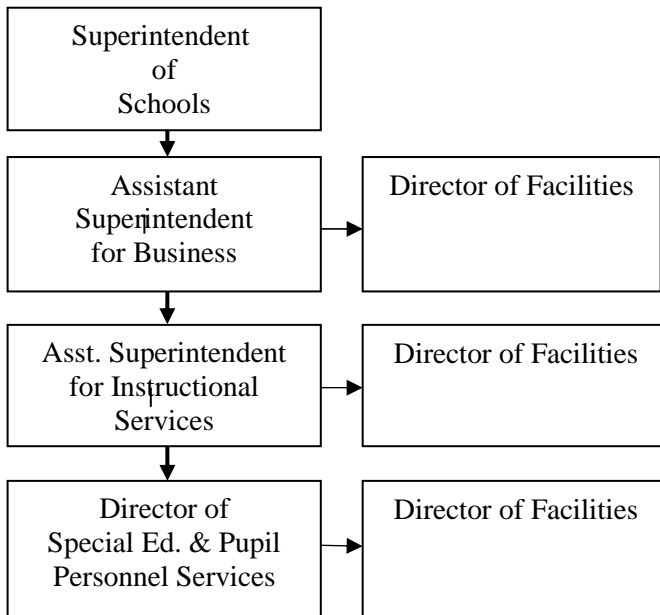 Superintendent
of
Schools
Assistant
Superintendent
for Business
Director of Facilities
Asst. Superintendent
for Instructional
Services
Director of Facilities
Director of
Special Ed. & Pupil
Personnel Services
Director of Facilities